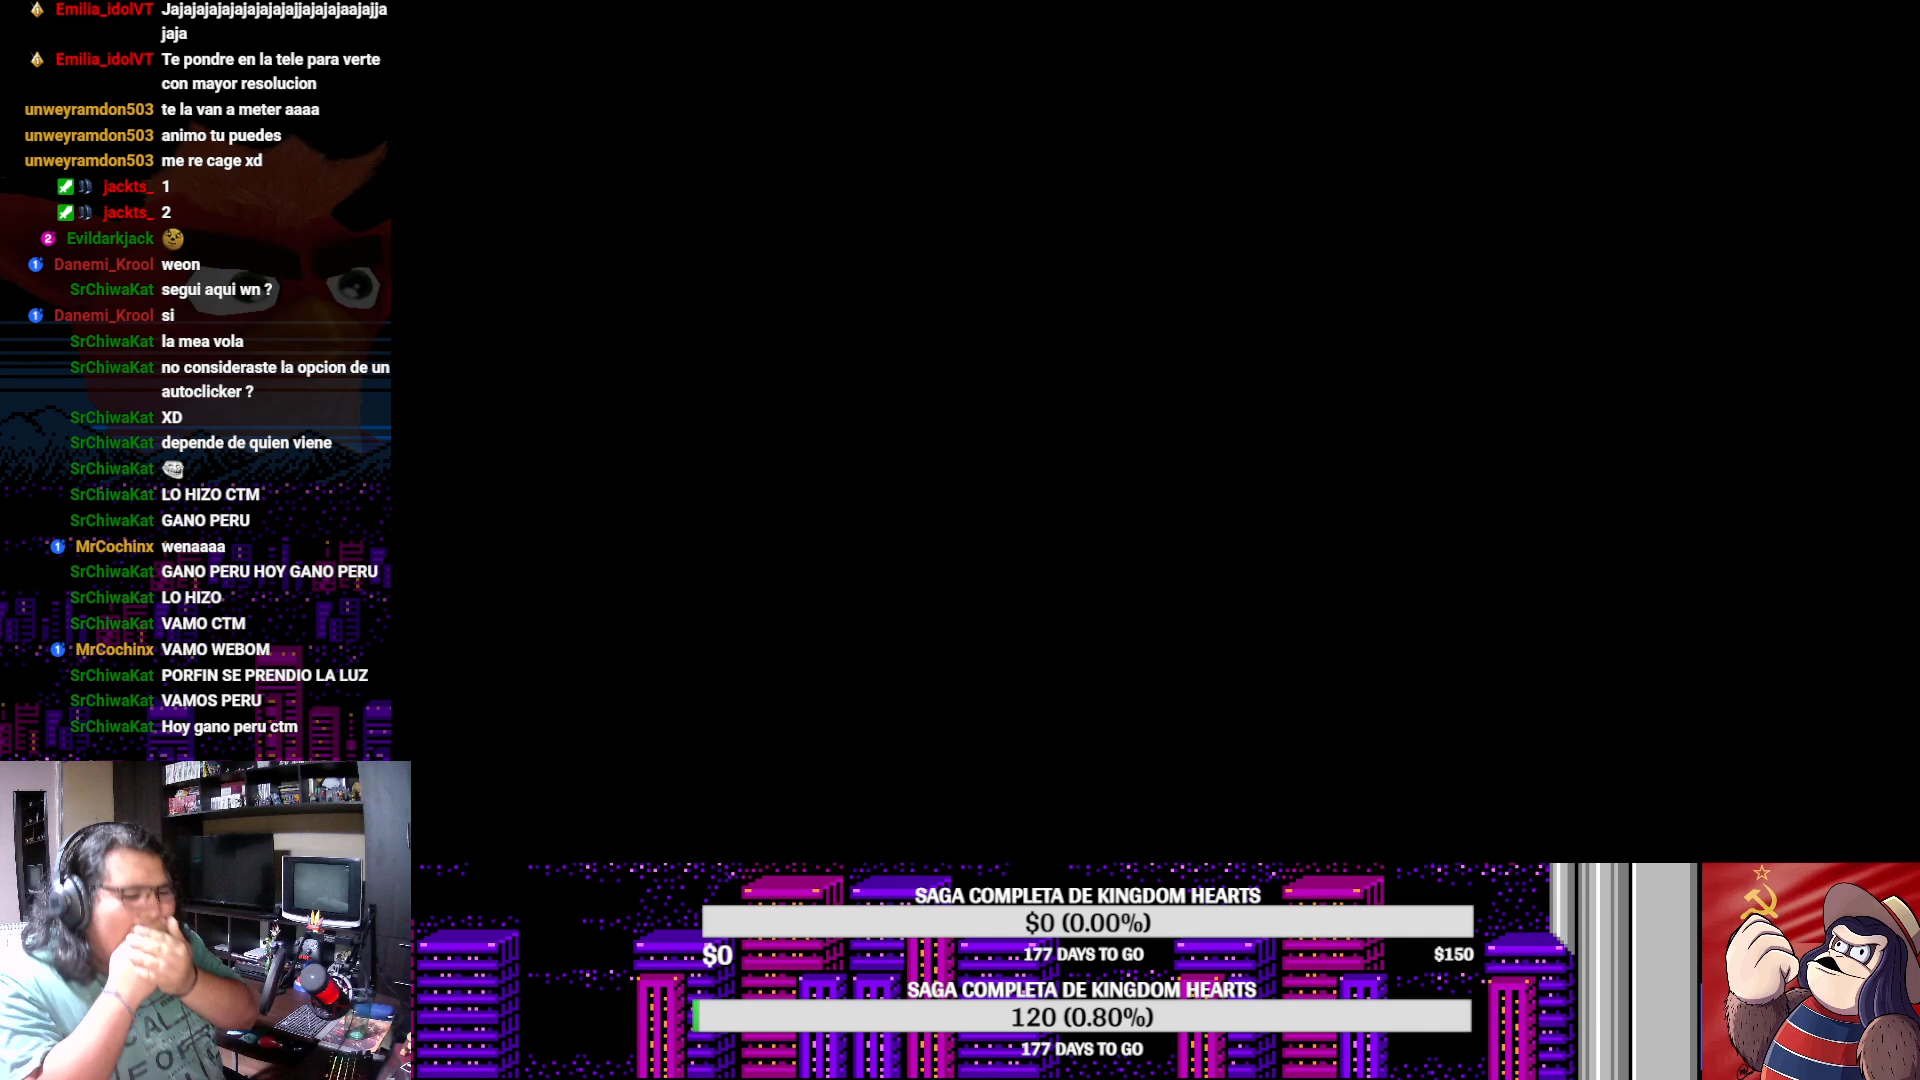 Emilia_idolVT Jajajajajajajajajajajjajajajaajajja
jaja
Emilia_idolVT Te pondre en la tele para verte
con mayor resolucion
unweyramdon503 te la van a meter aaaa
unweyramdon503 animo tu puedes
unweyramdon503 me re cage xd
jackts_ 1
jackts_ 2
2 Evildarkjack
1 Danemi_Krool weon
SrChiwaKat segui aqui wn ?
1 Danemi_Krool si
SrChiwaKat la mea vola
SrChiwaKat no consideraste la opcion de un
autoclicker ?
SrChiwaKat XD
SrChiwaKat depende de quien viene
SrChiwaKat
SrChiwaKat LO HIZO CTM
SrChiwaKat GANO PERU
1 MrCochinx wenaaaa
SrChiwaKat GANO PERU HOY GANO PERU
SrChiwaKat LO HIZO
SrChiwaKat VAMO CTM
1 MrCochinx VAMO WEBOM
SrChiwaKat PORFIN SE PRENDIO LA LUZ
SrChiwaKat VAMOS PERU
SrChiwaKat Hoy gano peru ctm
SAGA COMPLETA DE KINGDOM HEARTS
$0 (0.00%)
$0 177 DAYS TO GO $150
SAGA COMPLETA DE KINGDOM HEARTS
120 (0.80%)
177 DAYS TO GO